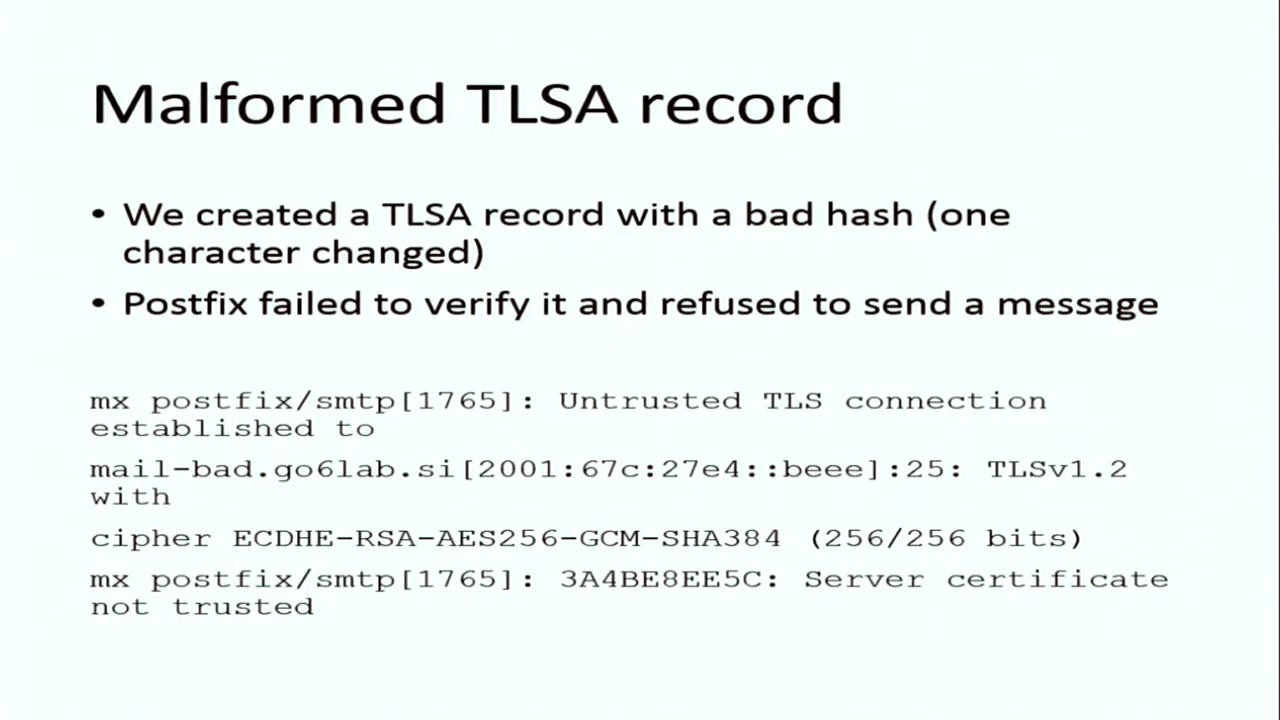 Malformed TLSA record
• We created a TLSA record with a bad hash (one
character changed)
• Postfix failed to verify it and refused to send a message
mx postfix/smtp[1765]: Untrusted TLS connection
established to
mail-bad.go6lab.si[2001:67c:27e4::beee]:25: TLSv1.2
with
cipher ECDHE-RSA-AES256-GCM-SHA384 (256/256 bits)
mx postfix/smtp[1765]: 3A4BE8EE5C: Server certificate
not trusted